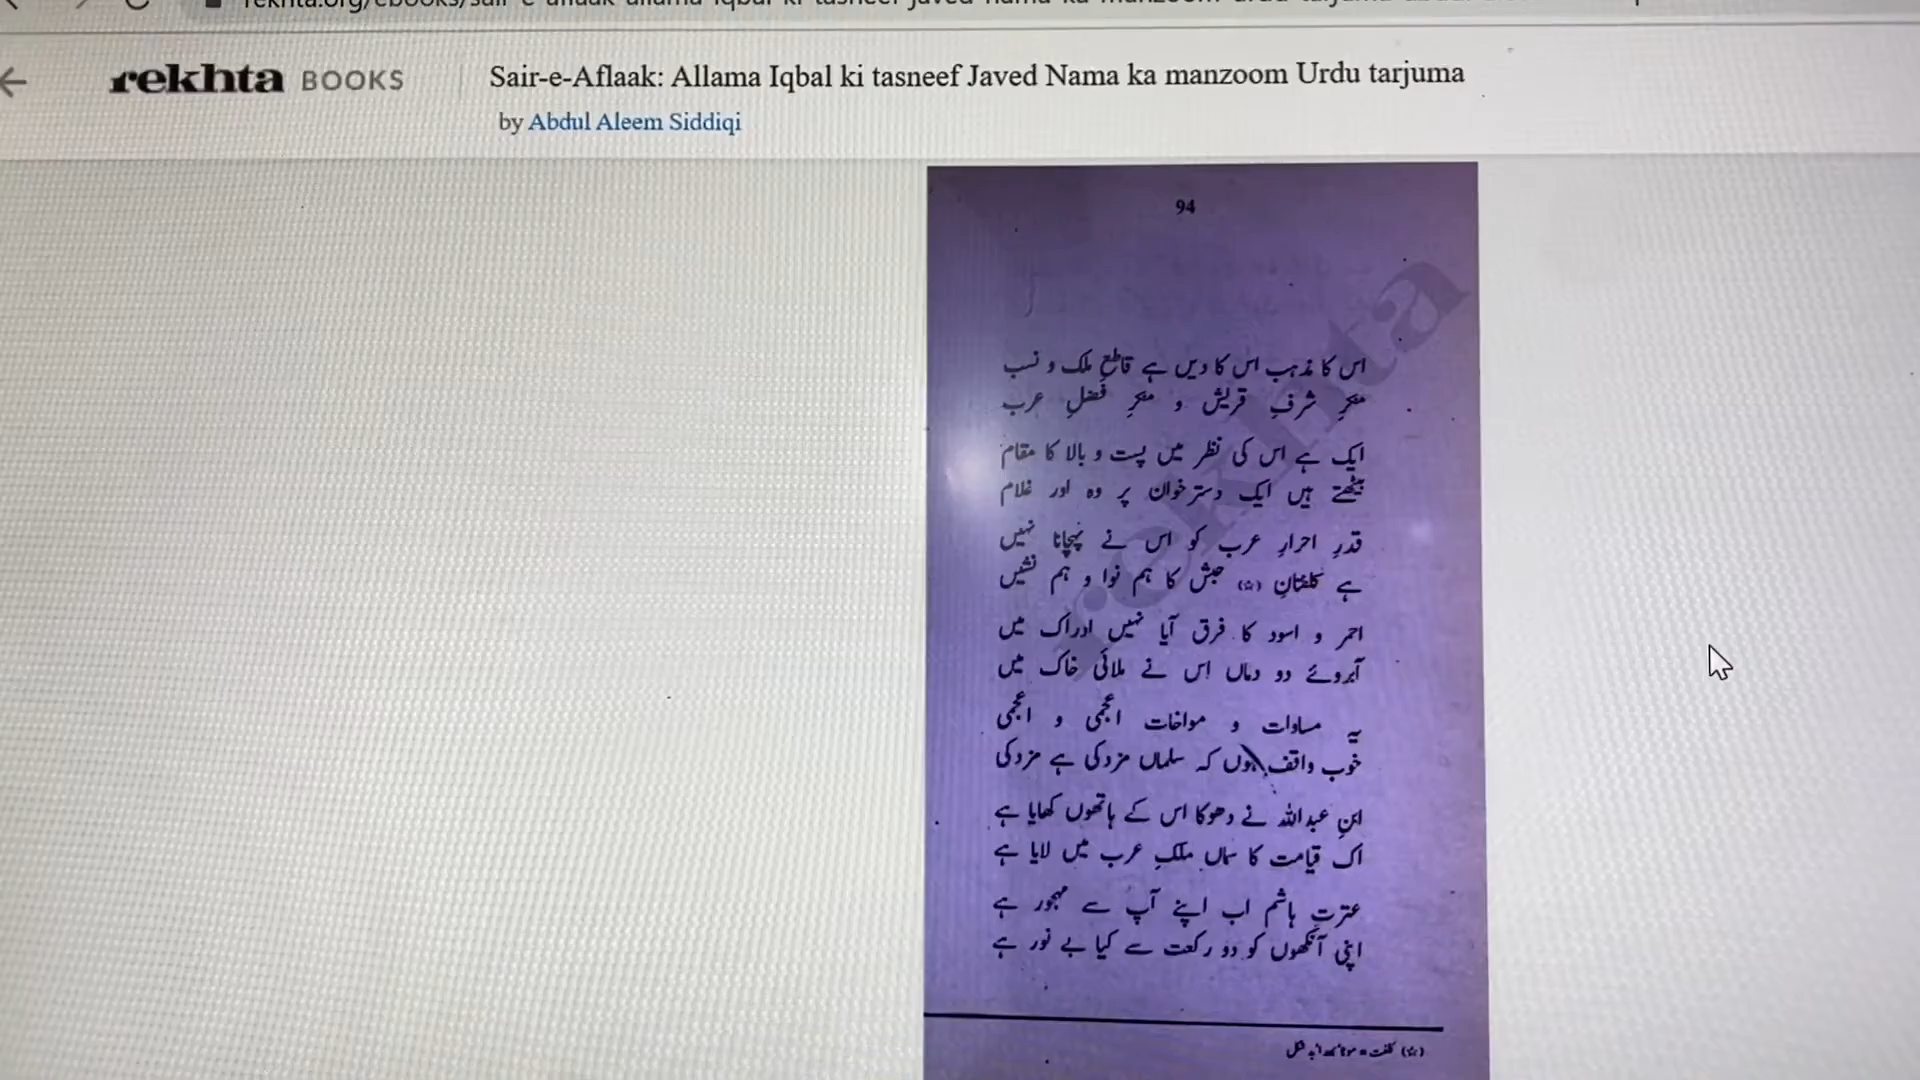 rekhta BOOKS
Sair-e-Aflaak: Allama Iqbal ki tasneef Javed Nama ka manzoom Urdu tarjuma
by Abdul Aleem Siddiqi
94
اس کا مذہب اس کا دیں ہے قاطعِ ملک و نسب
منکرِ شرفِ قریش و منکرِ فضلِ عرب
ایک ہے اس کی نظر میں پست و بالا کا مقام
بیٹھتے ہیں ایک دسترخوان پر وہ اور غلام
قدرِ احرارِ عرب کو اس نے پہچانا نہیں
ہے کلفتانِ (☆) حبش کا ہم نوا و ہم نشیں
احمر و اسود کا فرق آیا نہیں ادراک میں
آبروئے دو دماں اس نے ملائی خاک میں
یہ مساوات و مواخات اعجمی و اعجمی
خوب واقف ہوں کہ سلماں مزدکی ہے مزدکی
ابنِ عبداللہ نے دھوکا اس کے ہاتھوں کھایا ہے
اک قیامت کا سماں ملکِ عرب میں لایا ہے
عترتِ ہاشم اب اپنے آپ سے مہجور ہے
اپنی آنکھوں کو دو رکعت سے کیا بے نور ہے
rekhta